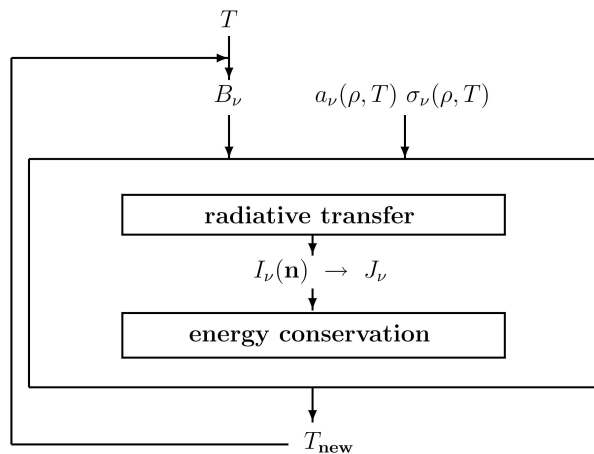 T
B_ν a_ν(ρ, T) σ_ν(ρ, T)
radiative transfer
I_ν(n) → J_ν
energy conservation
T_new